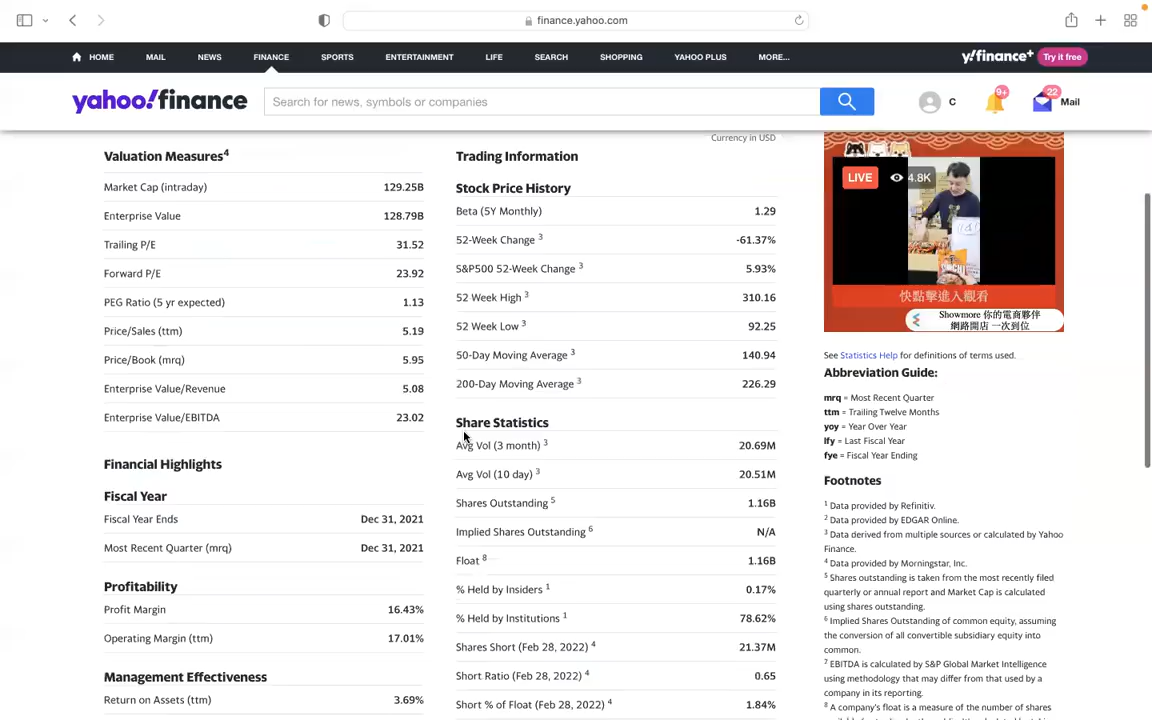 finance.yahoo.com
HOME MAIL NEWS FINANCE SPORTS ENTERTAINMENT LIFE SEARCH SHOPPING YAHOO PLUS MORE... y!finance+ Try it free
yahoo!finance Search for news, symbols or companies C 9+ 22 Mail
Currency in USD
Valuation Measures4
Market Cap (intraday) 129.25B
Enterprise Value 128.79B
Trailing P/E 31.52
Forward P/E 23.92
PEG Ratio (5 yr expected) 1.13
Price/Sales (ttm) 5.19
Price/Book (mrq) 5.95
Enterprise Value/Revenue 5.08
Enterprise Value/EBITDA 23.02
Financial Highlights
Fiscal Year
Fiscal Year Ends Dec 31, 2021
Most Recent Quarter (mrq) Dec 31, 2021
Profitability
Profit Margin 16.43%
Operating Margin (ttm) 17.01%
Management Effectiveness
Return on Assets (ttm) 3.69%
Trading Information
Stock Price History
Beta (5Y Monthly) 1.29
52-Week Change 3 -61.37%
S&P500 52-Week Change 3 5.93%
52 Week High 3 310.16
52 Week Low 3 92.25
50-Day Moving Average 3 140.94
200-Day Moving Average 3 226.29
Share Statistics
Avg Vol (3 month) 3 20.69M
Avg Vol (10 day) 3 20.51M
Shares Outstanding 5 1.16B
Implied Shares Outstanding 6 N/A
Float 8 1.16B
% Held by Insiders 1 0.17%
% Held by Institutions 1 78.62%
Shares Short (Feb 28, 2022) 4 21.37M
Short Ratio (Feb 28, 2022) 4 0.65
Short % of Float (Feb 28, 2022) 4 1.84%
LIVE 4.8K
快點擊進入觀看
Showmore 你的電商夥伴
網路開店 一次到位
See Statistics Help for definitions of terms used.
Abbreviation Guide:
mrq = Most Recent Quarter
ttm = Trailing Twelve Months
yoy = Year Over Year
lfy = Last Fiscal Year
fye = Fiscal Year Ending
Footnotes
1 Data provided by Refinitiv.
2 Data provided by EDGAR Online.
3 Data derived from multiple sources or calculated by Yahoo
Finance.
4 Data provided by Morningstar, Inc.
5 Shares outstanding is taken from the most recently filed
quarterly or annual report and Market Cap is calculated
using shares outstanding.
6 Implied Shares Outstanding of common equity, assuming
the conversion of all convertible subsidiary equity into
common.
7 EBITDA is calculated by S&P Global Market Intelligence
using methodology that may differ from that used by a
company in its reporting.
8 A company's float is a measure of the number of shares